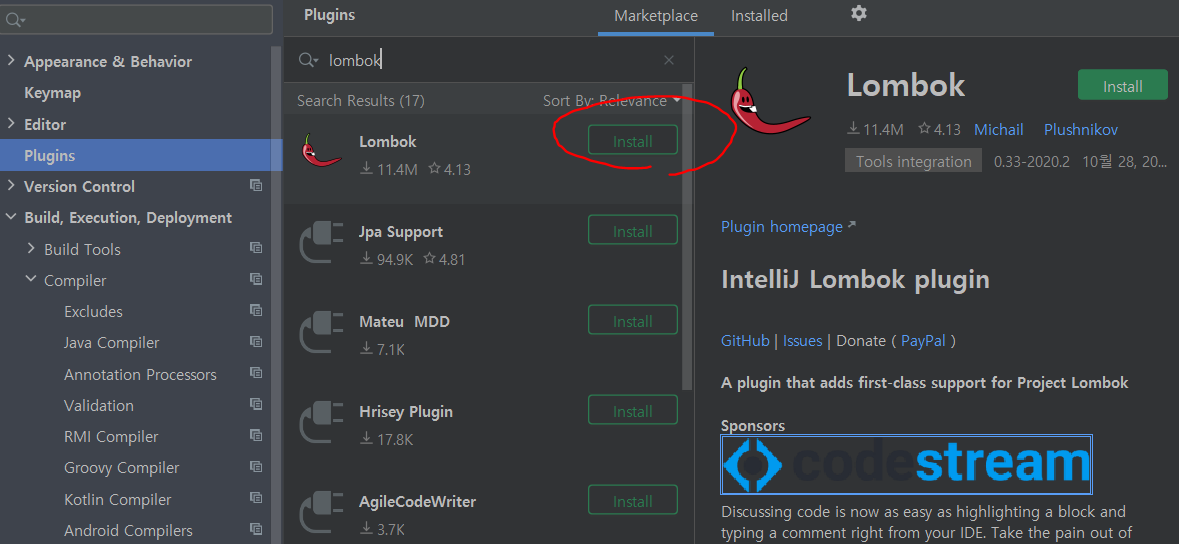 Plugins
Marketplace
Installed
lombok
Appearance & Behavior
Keymap
Editor
Plugins
Version Control
Build, Execution, Deployment
Build Tools
Compiler
Excludes
Java Compiler
Annotation Processors
Validation
RMI Compiler
Groovy Compiler
Kotlin Compiler
Android Compilers
Search Results (17)
Sort By: Relevance
Lombok
Install
11.4M 4.13
Jpa Support
Install
94.9K 4.81
Mateu MDD
Install
7.1K
Hrisey Plugin
Install
17.8K
AgileCodeWriter
Install
3.7K
Lombok
Install
11.4M 4.13 Michail Plushnikov
Tools integration 0.33-2020.2 10월 28, 20...
Plugin homepage
IntelliJ Lombok plugin
GitHub | Issues | Donate ( PayPal )
A plugin that adds first-class support for Project Lombok
Sponsors
codestream
Discussing code is now as easy as highlighting a block and
typing a comment right from your IDE. Take the pain out of